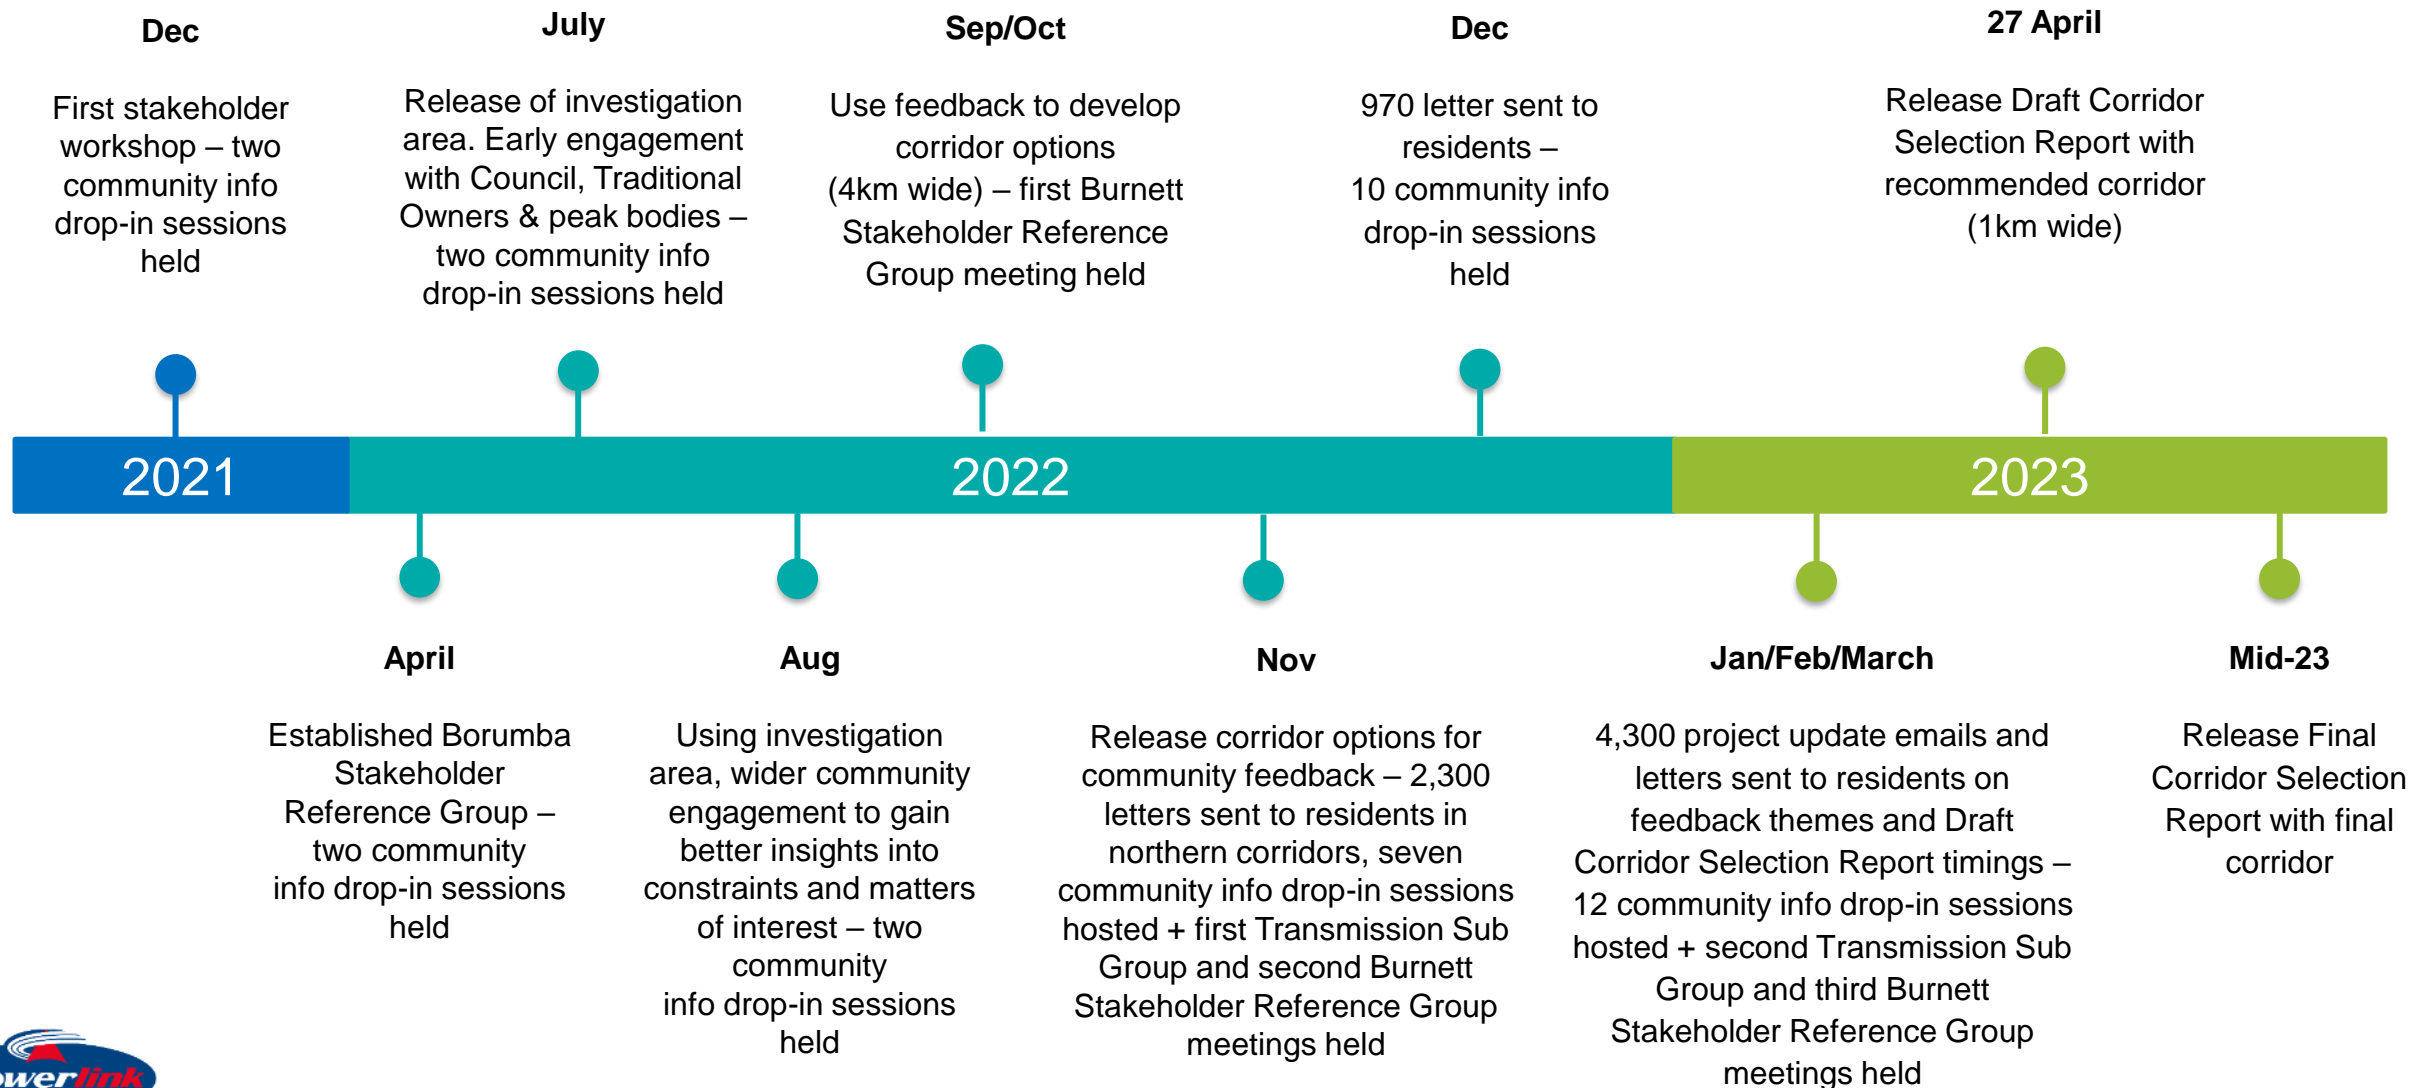 Dec
First stakeholder
workshop – two
community info
drop-in sessions
held
July
Release of investigation
area. Early engagement
with Council, Traditional
Owners & peak bodies –
two community info
drop-in sessions held
Sep/Oct
Use feedback to develop
corridor options
(4km wide) – first Burnett
Stakeholder Reference
Group meeting held
Dec
970 letter sent to
residents –
10 community info
drop-in sessions
held
27 April
Release Draft Corridor
Selection Report with
recommended corridor
(1km wide)
2021
2022
2023
April
Established Borumba
Stakeholder
Reference Group –
two community
info drop-in sessions
held
Aug
Using investigation
area, wider community
engagement to gain
better insights into
constraints and matters
of interest – two
community
info drop-in sessions
held
Nov
Release corridor options for
community feedback – 2,300
letters sent to residents in
northern corridors, seven
community info drop-in sessions
hosted + first Transmission Sub
Group and second Burnett
Stakeholder Reference Group
meetings held
Jan/Feb/March
4,300 project update emails and
letters sent to residents on
feedback themes and Draft
Corridor Selection Report timings –
12 community info drop-in sessions
hosted + second Transmission Sub
Group and third Burnett
Stakeholder Reference Group
meetings held
Mid-23
Release Final
Corridor Selection
Report with final
corridor
owerlink